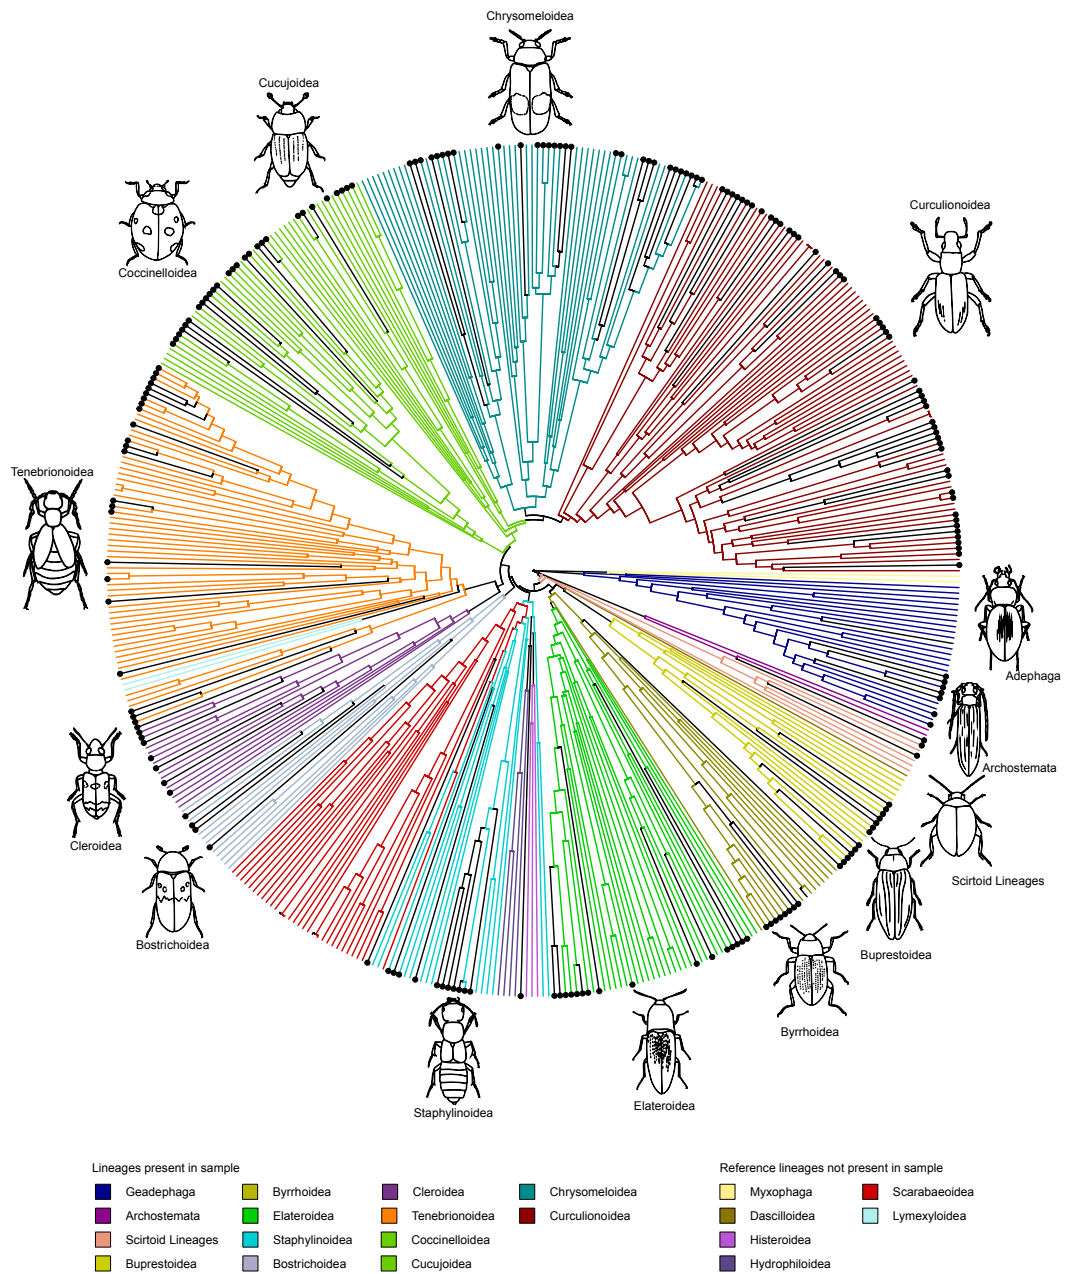 Chrysomeloidea
Cucujoidea
Curculionoidea
Coccinelloidea
Tenebrionoidea
Adephaga
Archostemata
Cleroidea
Scirtoid Lineages
Bostrichoidea
Buprestoidea
Byrrhoidea
Elateroidea
Staphylinoidea
Lineages present in sample
Reference lineages not present in sample
Geadephaga
Byrrhoidea
Cleroidea
Chrysomeloidea
Myxophaga
Scarabaeoidea
Archostemata
Elateroidea
Tenebrionoidea
Curculionoidea
Dascilloidea
Lymexyloidea
Scirtoid Lineages
Staphylinoidea
Coccinelloidea
Histeroidea
Buprestoidea
Bostrichoidea
Cucujoidea
Hydrophiloidea